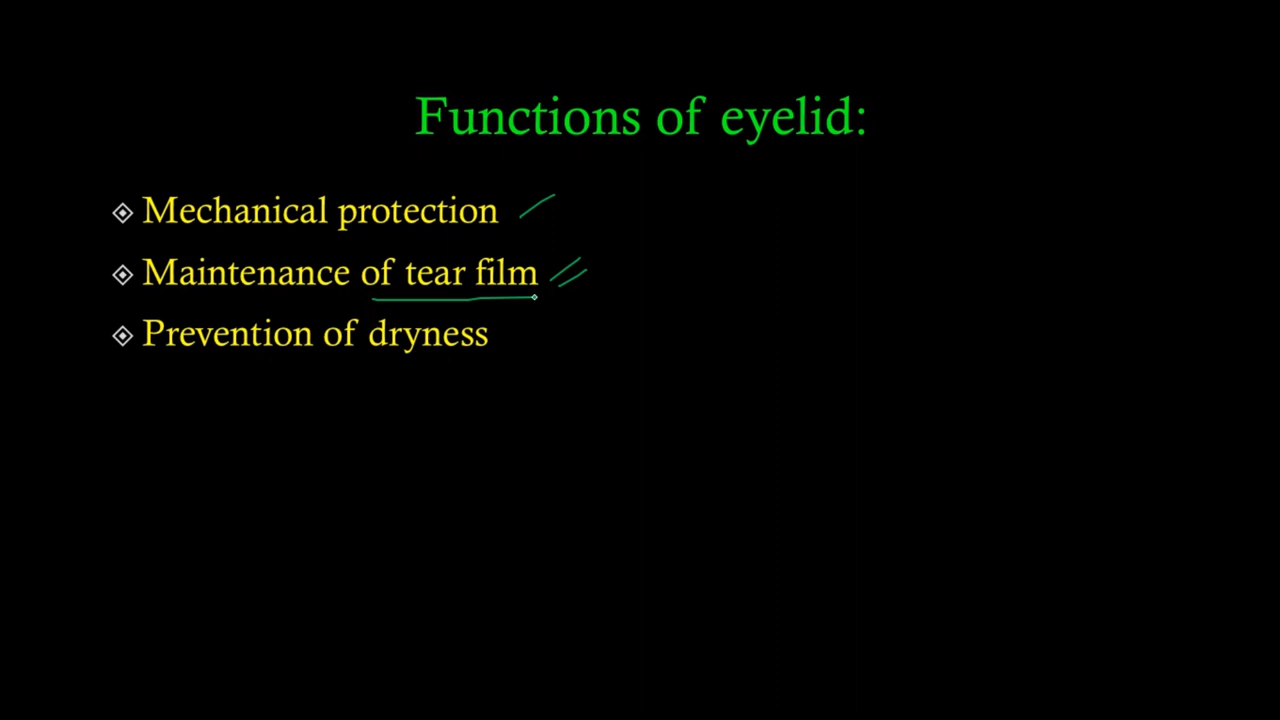 Functions of eyelid:
Mechanical protection
Maintenance of tear film
Prevention of dryness